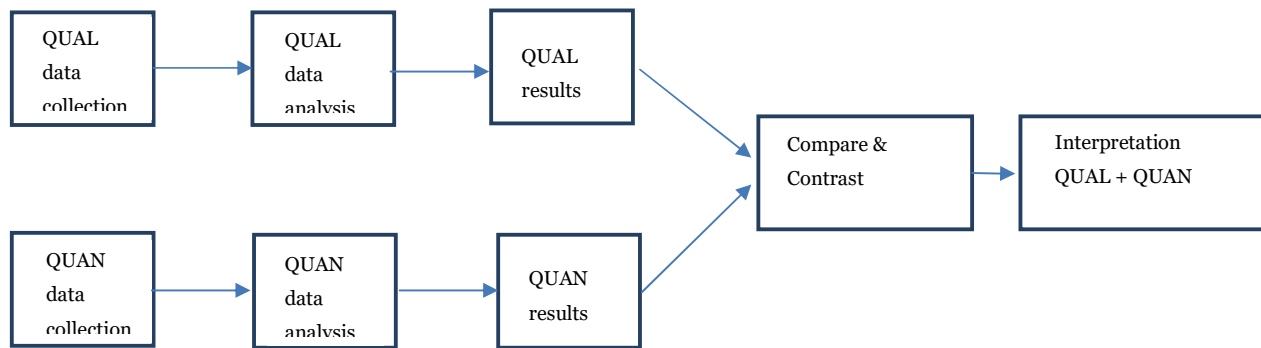 QUAL
data
collection
QUAL
data
analysis
QUAL
results
Compare &
Contrast
Interpretation
QUAL + QUAN
QUAN
data
collection
QUAN
data
analysis
QUAN
results